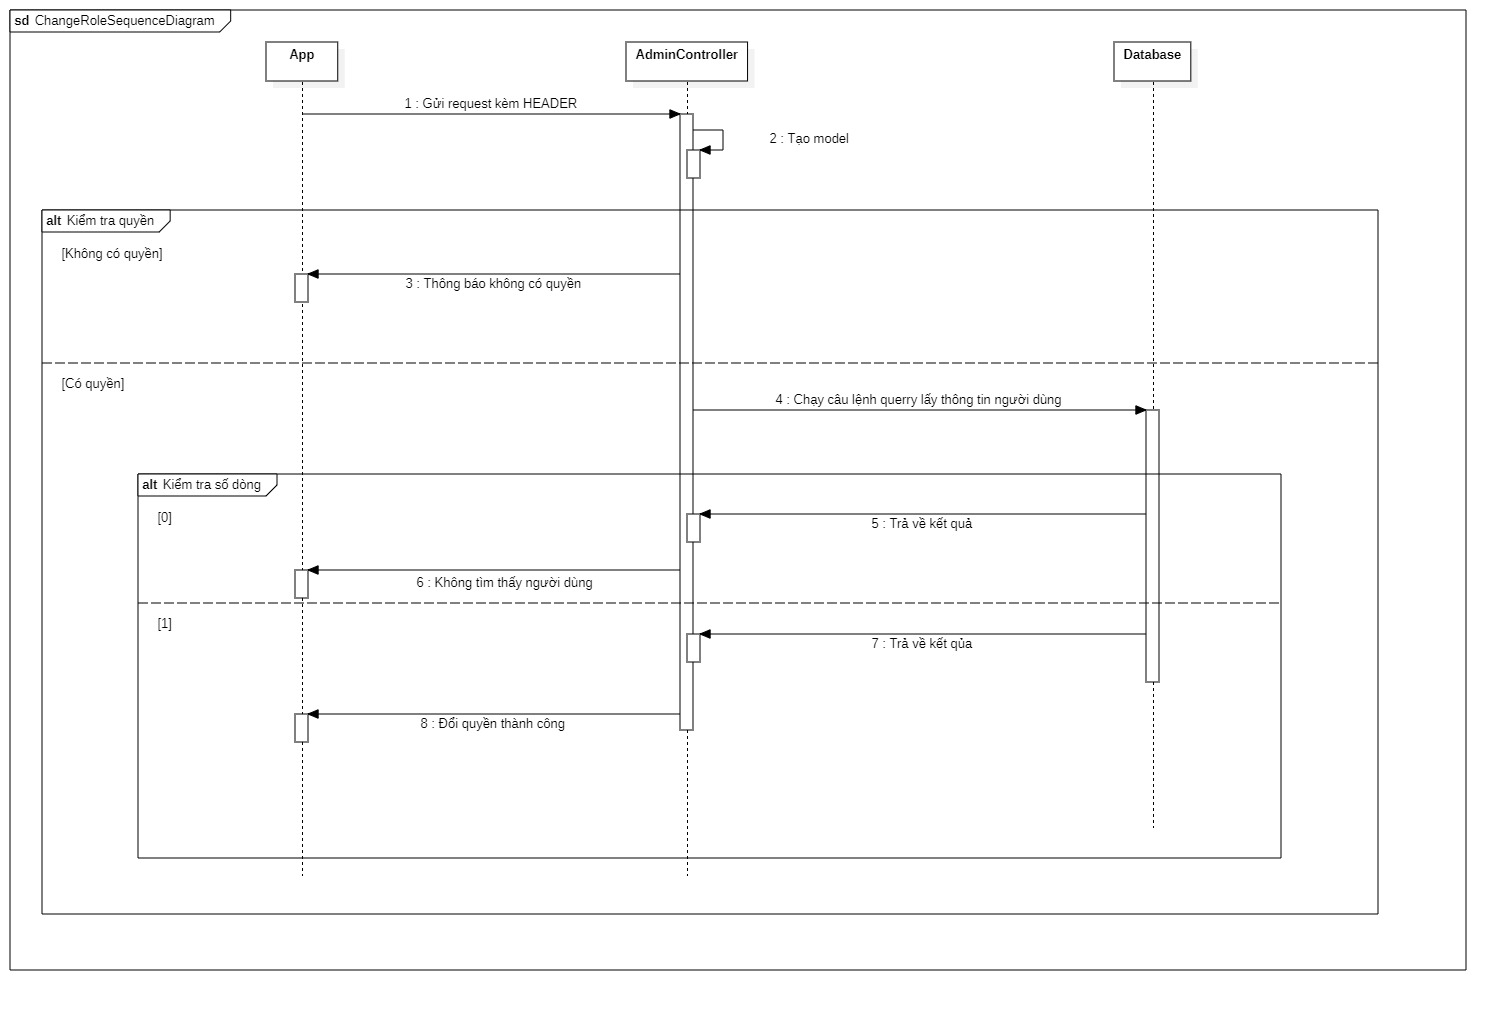 sd ChangeRoleSequenceDiagram
App
AdminController
Database
1 : Gửi request kèm HEADER
2 : Tạo model
alt Kiểm tra quyền
[Không có quyền]
3 : Thông báo không có quyền
[Có quyền]
4 : Chạy câu lệnh querry lấy thông tin người dùng
alt Kiểm tra số dòng
[0]
5 : Trả về kết quả
6 : Không tìm thấy người dùng
[1]
7 : Trả về kết qủa
8 : Đổi quyền thành công